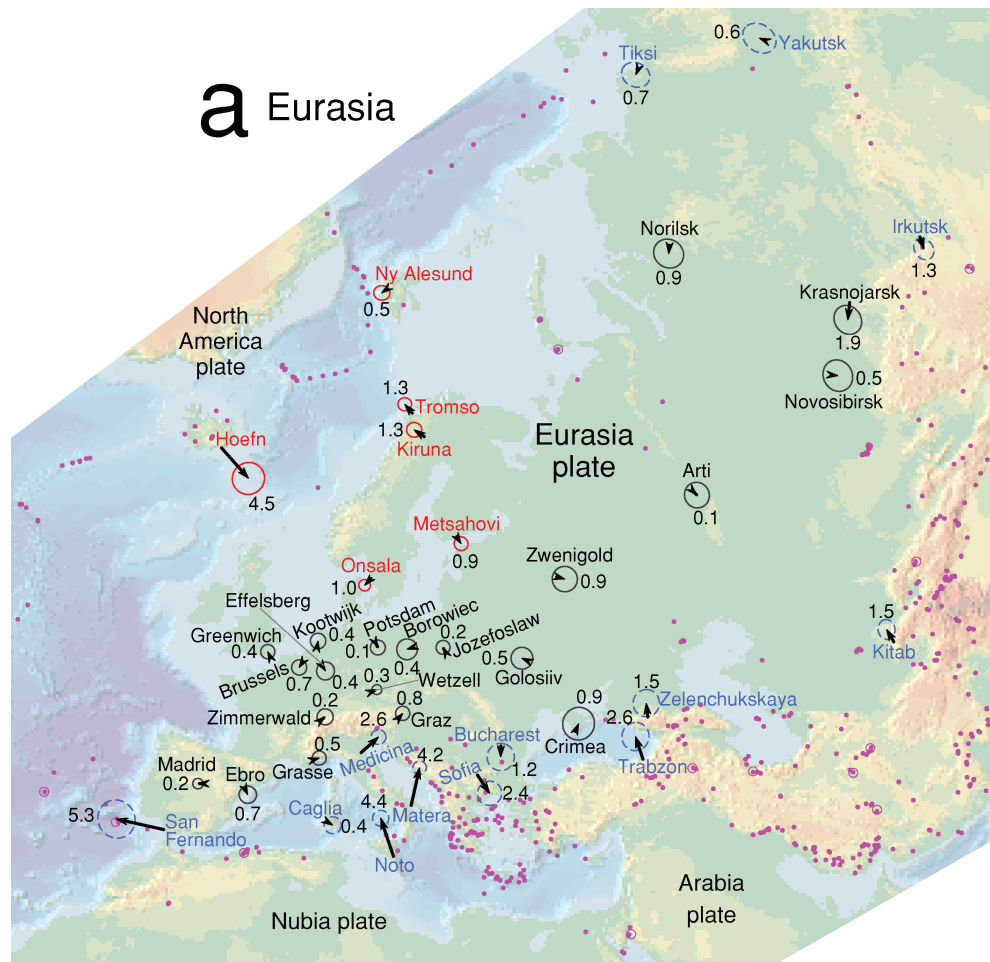 0.6
Yakutsk
Tiksi
0.7
a Eurasia
Norilsk
0.9
Irkutsk
1.3
Ny Alesund
0.5
Krasnojarsk
1.9
North
America
plate
0.5
Novosibirsk
1.3
Tromso
1.3
Kiruna
Hoefn
4.5
Eurasia
plate
Arti
0.1
Metsahovi
0.9
Zwenigold
0.9
Onsala
1.0
Effelsberg
Kootwijk
0.4
Potsdam
0.1
Borowiec
0.4
0.2
Jozefoslaw
Greenwich
0.4
Brussels
0.7
0.4
0.3
Wetzell
0.5
Golosiiv
1.5
Kitab
0.2
Zimmerwald
0.8
Graz
2.6
Medicina
0.9
Crimea
1.5
Zelenchukskaya
2.6
Trabzon
Bucharest
1.2
0.5
Grasse
4.2
Matera
Sofia
2.4
Madrid
0.2
Ebro
0.7
Caglia
0.4
4.4
Noto
5.3
San
Fernando
Nubia plate
Arabia
plate